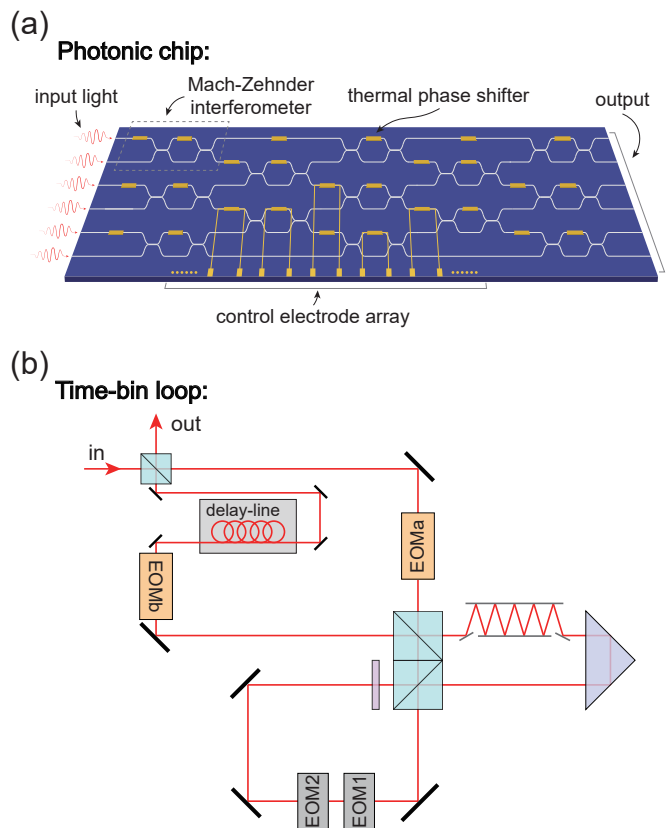 (a)
Photonic chip:
Mach-Zehnder
interferometer
input light
thermal phase shifter
output
control electrode array
(b)
Time-bin loop:
out
in
delay-line
EOMa
EOMb
EOM2
EOM1